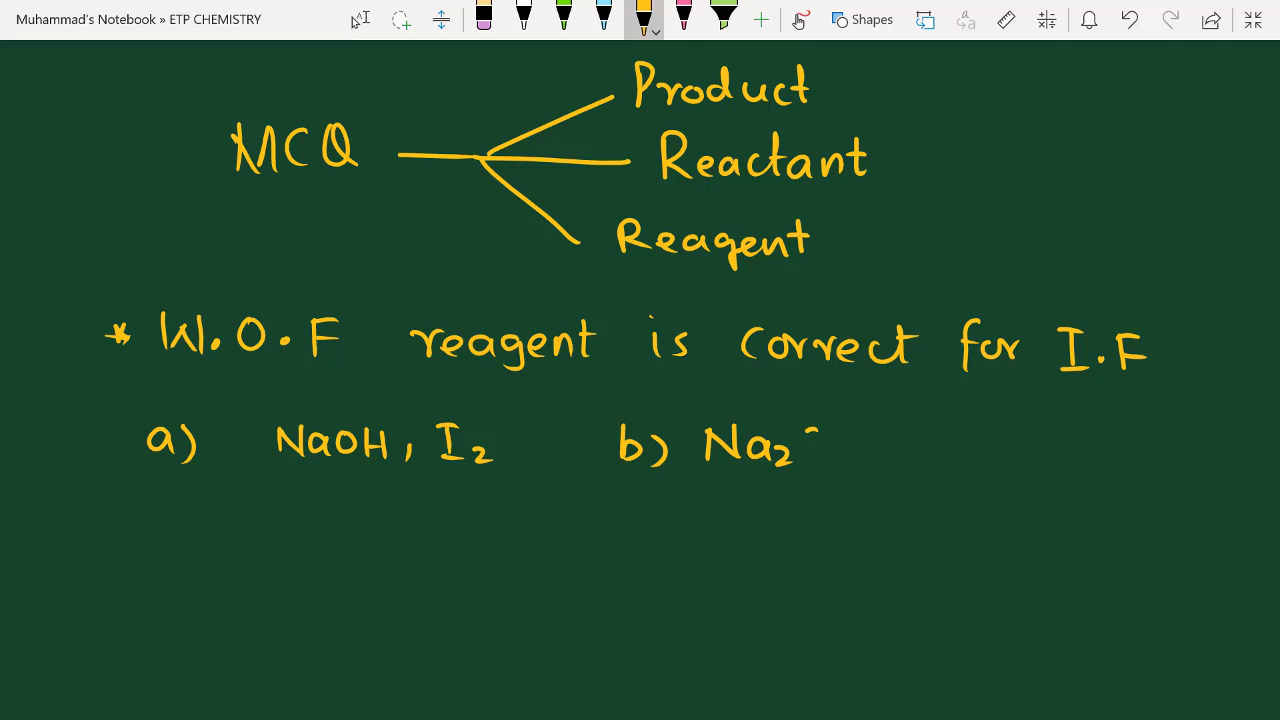 Muhammad's Notebook » ETP CHEMISTRY
Shapes
Product
MCQ
Reactant
Reagent
* W.O.F reagent is correct for I.F
a) NaOH, I2 b) Na2